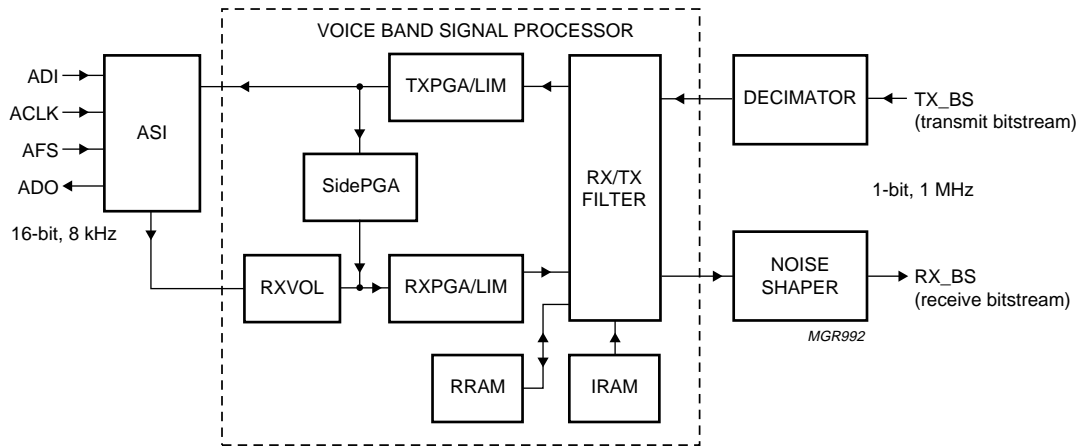 VOICE BAND SIGNAL PROCESSOR
ADI
ACLK
AFS
ADO
16-bit, 8 kHz
ASI
TXPGA/LIM
SidePGA
RXVOL
RXPGA/LIM
RX/TX
FILTER
RRAM
IRAM
DECIMATOR
TX_BS
(transmit bitstream)
1-bit, 1 MHz
NOISE
SHAPER
RX_BS
(receive bitstream)
MGR992